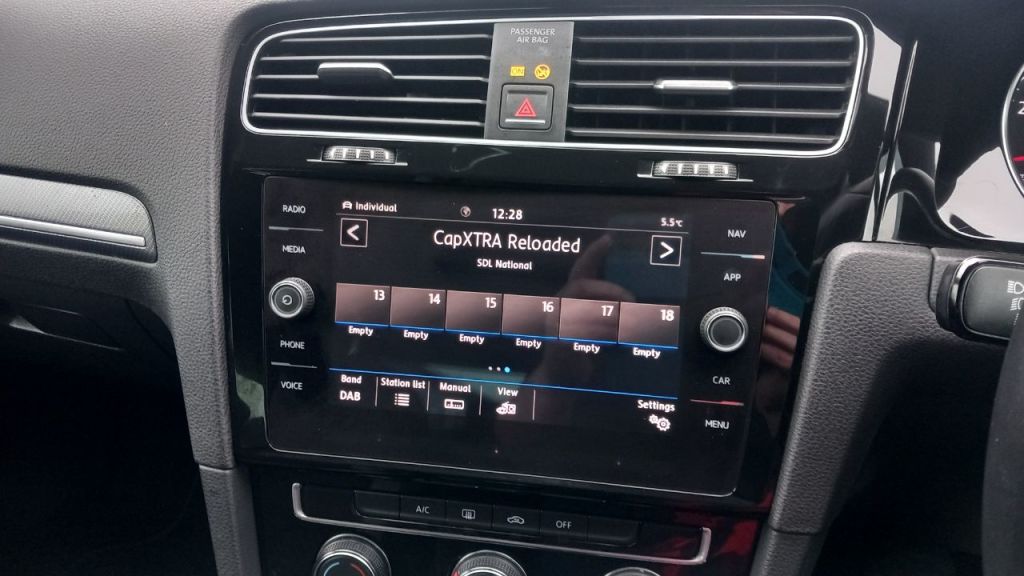 PASSENGER
AIR BAG
RADIO
MEDIA
PHONE
VOICE
Individual
12:28
5.5°C
<
CapXTRA Reloaded
>
SDL National
13 14 15 16 17 18
Empty Empty Empty Empty Empty Empty
Band Station list Manual View Settings
DAB
NAV
APP
CAR
MENU
A/C OFF